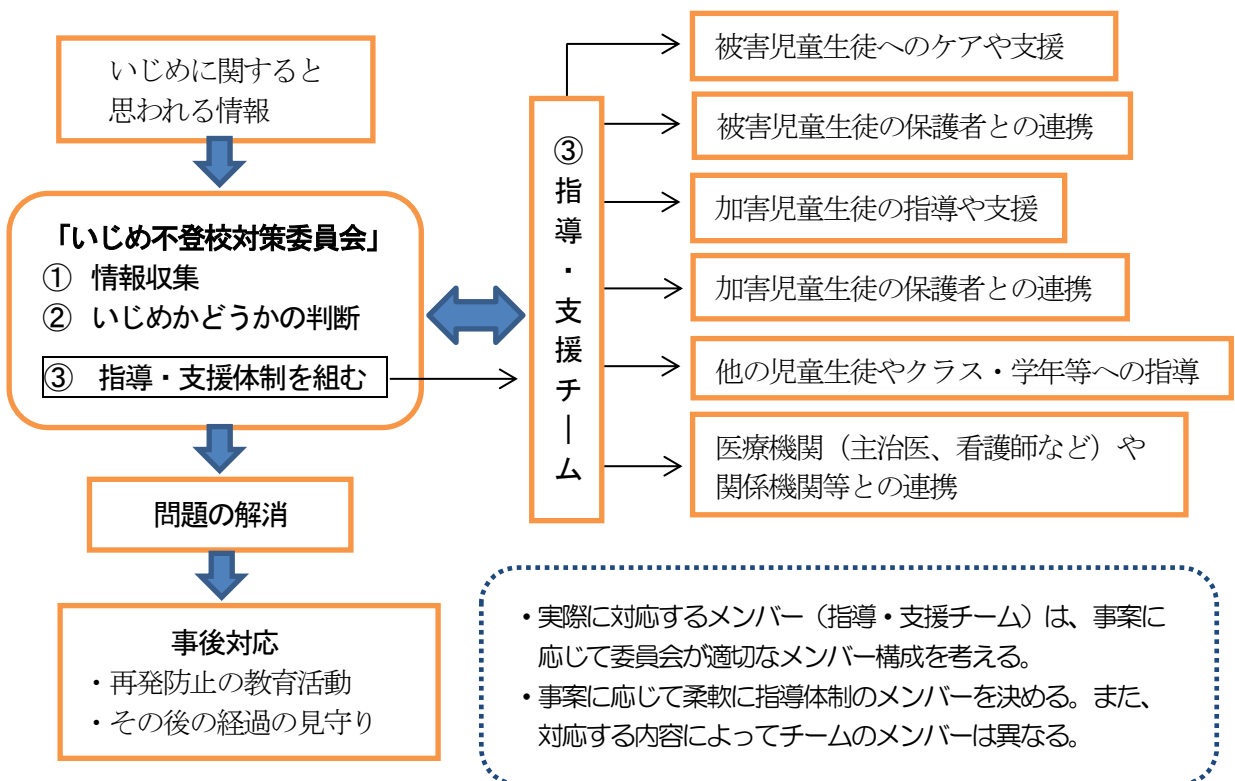 いじめに関すると
思われる情報
「いじめ不登校対策委員会」
① 情報収集
② いじめかどうかの判断
③ 指導・支援体制を組む
問題の解消
事後対応
・再発防止の教育活動
・その後の経過の見守り
③指導・支援チーム
被害児童生徒へのケアや支援
被害児童生徒の保護者との連携
加害児童生徒の指導や支援
加害児童生徒の保護者との連携
他の児童生徒やクラス・学年等への指導
医療機関（主治医、看護師など）や
関係機関等との連携
・実際に対応するメンバー（指導・支援チーム）は、事案に
応じて委員会が適切なメンバー構成を考える。
・事案に応じて柔軟に指導体制のメンバーを決める。また、
対応する内容によってチームのメンバーは異なる。